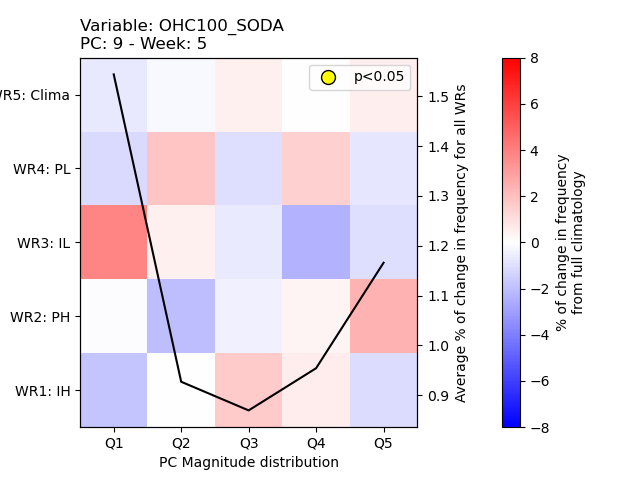 Variable: OHC100_SODA
PC: 9 - Week: 5
p<0.05
WR5: Clima
WR4: PL
WR3: IL
WR2: PH
WR1: IH
Q1 Q2 Q3 Q4 Q5
PC Magnitude distribution
1.5
1.4
1.3
1.2
1.1
1.0
0.9
Average % of change in frequency for all WRs
8
6
4
2
0
−2
−4
−6
−8
% of change in frequency
from full climatology